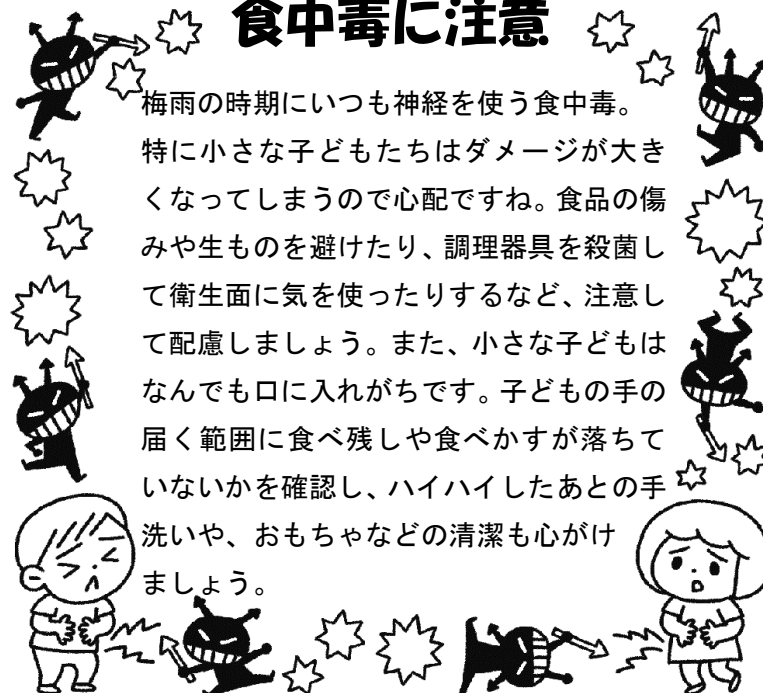 食中毒に注意
梅雨の時期にいつも神経を使う食中毒。
特に小さな子どもたちはダメージが大き
くなってしまうので心配ですね。食品の傷
みや生ものを避けたり、調理器具を殺菌し
て衛生面に気を使ったりするなど、注意し
て配慮しましょう。また、小さな子どもは
なんでも口に入れがちです。子どもの手の
届く範囲に食べ残しや食べかすが落ちて
いないかを確認し、ハイハイしたあとの手
洗いや、おもちゃなどの清潔も心がけ
ましょう。